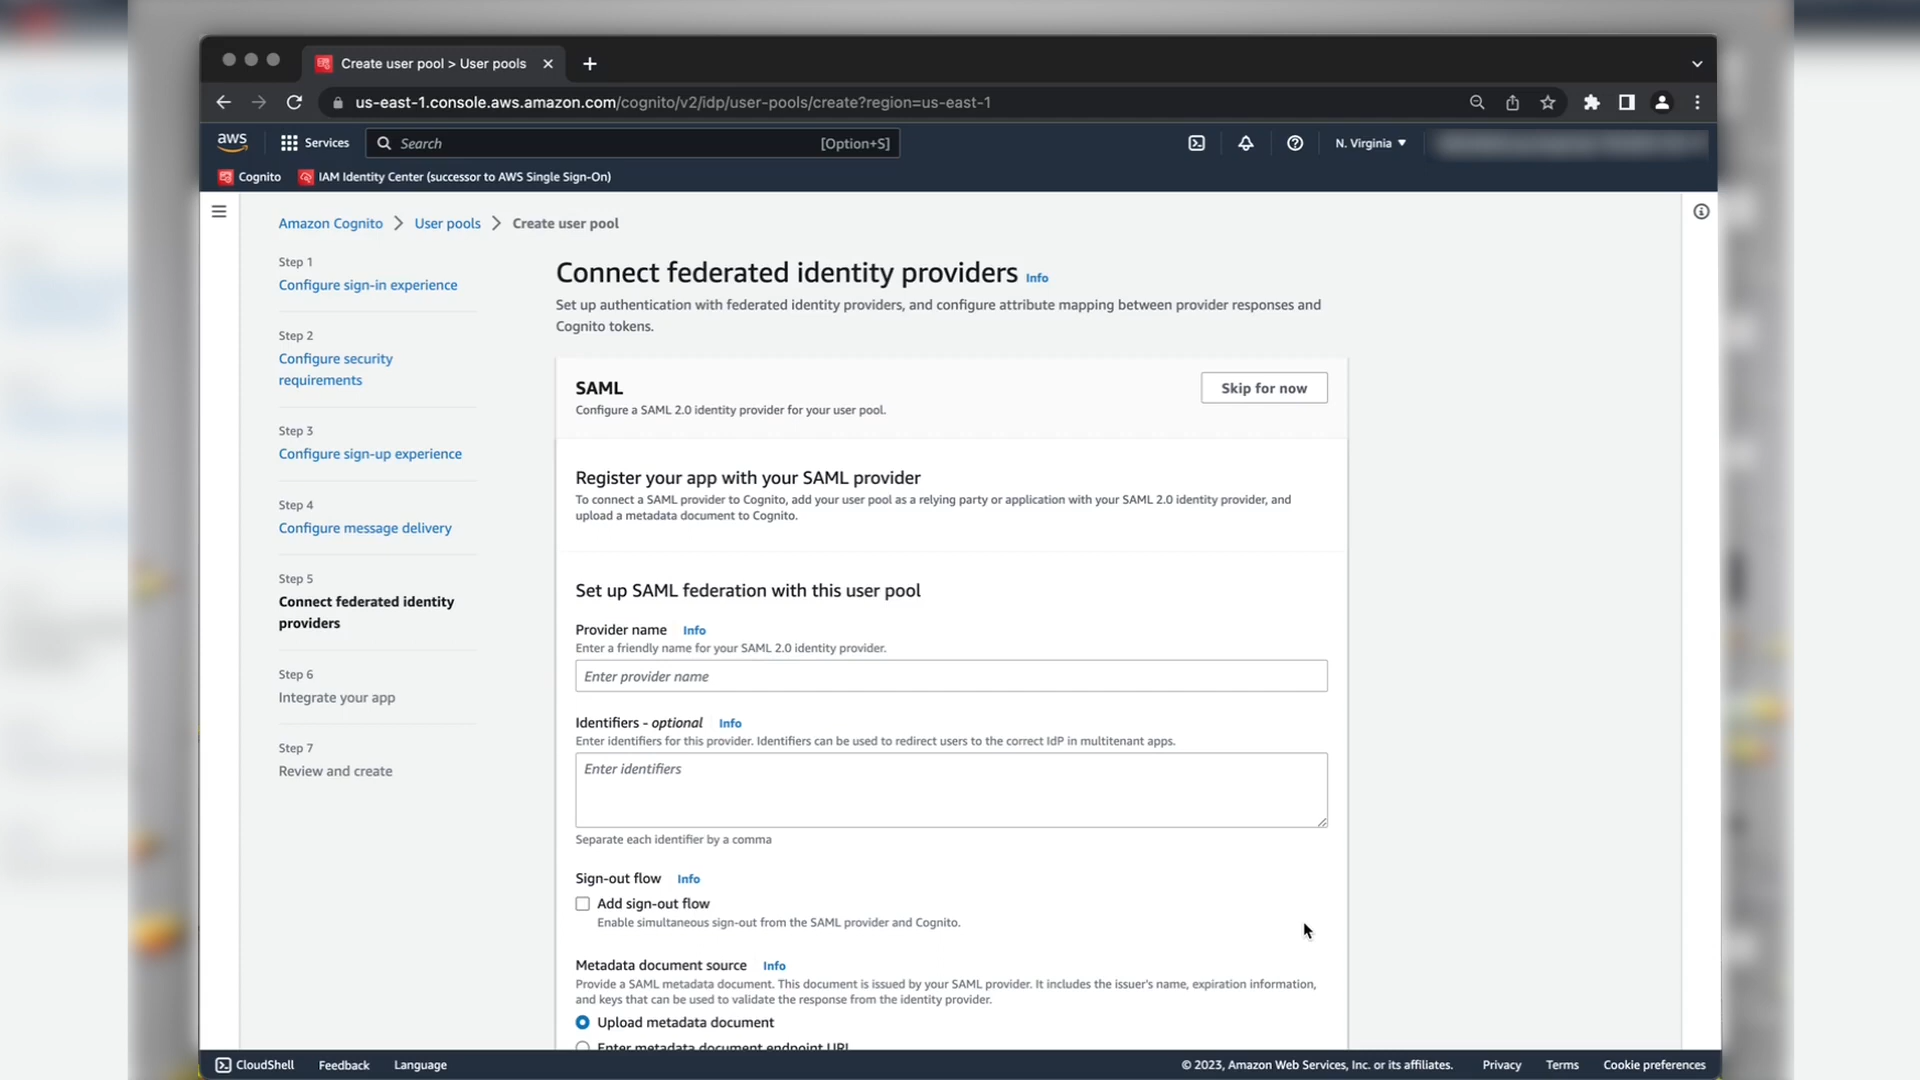 Create user pool > User pools
us-east-1.console.aws.amazon.com/cognito/v2/idp/user-pools/create?region=us-east-1
aws
Services
Search
[Option+S]
N. Virginia
Cognito
IAM Identity Center (successor to AWS Single Sign-On)
Amazon Cognito
User pools
Create user pool
Step 1
Configure sign-in experience
Step 2
Configure security
requirements
Step 3
Configure sign-up experience
Step 4
Configure message delivery
Step 5
Connect federated identity
providers
Step 6
Integrate your app
Step 7
Review and create
Connect federated identity providers Info
Set up authentication with federated identity providers, and configure attribute mapping between provider responses and
Cognito tokens.
SAML
Skip for now
Configure a SAML 2.0 identity provider for your user pool.
Register your app with your SAML provider
To connect a SAML provider to Cognito, add your user pool as a relying party or application with your SAML 2.0 identity provider, and
upload a metadata document to Cognito.
Set up SAML federation with this user pool
Provider name Info
Enter a friendly name for your SAML 2.0 identity provider.
Enter provider name
Identifiers - optional Info
Enter identifiers for this provider. Identifiers can be used to redirect users to the correct IdP in multitenant apps.
Enter identifiers
Separate each identifier by a comma
Sign-out flow Info
Add sign-out flow
Enable simultaneous sign-out from the SAML provider and Cognito.
Metadata document source Info
Provide a SAML metadata document. This document is issued by your SAML provider. It includes the issuer's name, expiration information,
and keys that can be used to validate the response from the identity provider.
Upload metadata document
Enter metadata document endpoint URL
CloudShell
Feedback
Language
© 2023, Amazon Web Services, Inc. or its affiliates.
Privacy
Terms
Cookie preferences